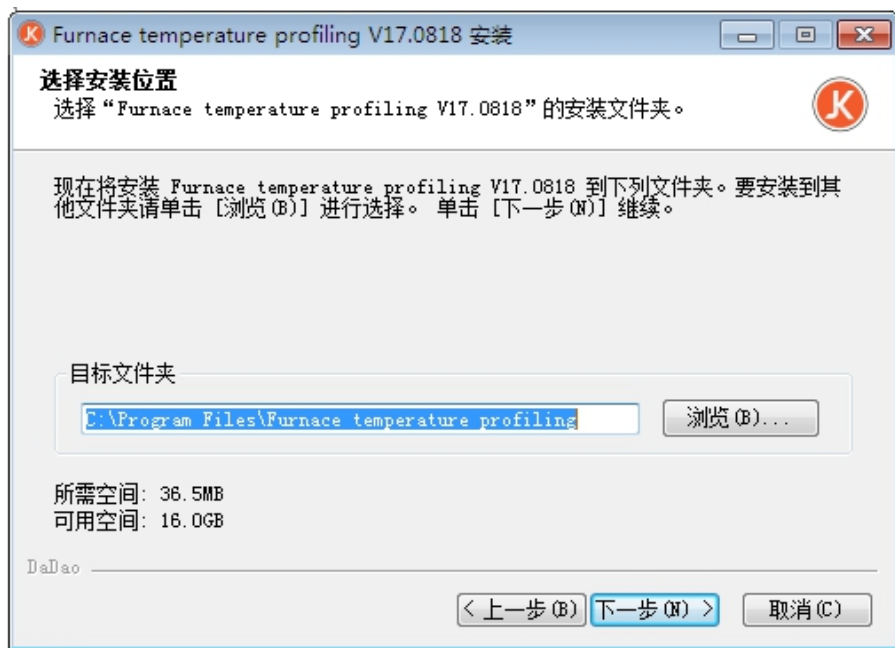 Furnace temperature profiling V17.0818 安装
选择安装位置
选择“Furnace temperature profiling V17.0818”的安装文件夹。
现在将安装 Furnace temperature profiling V17.0818 到下列文件夹。要安装到其
他文件夹请单击 [浏览(B)] 进行选择。 单击 [下一步(N)] 继续。
目标文件夹
C:\Program Files\Furnace temperature profiling
浏览(B)...
所需空间: 36.5MB
可用空间: 16.0GB
DaDao
< 上一步(B) 下一步(N) > 取消(C)